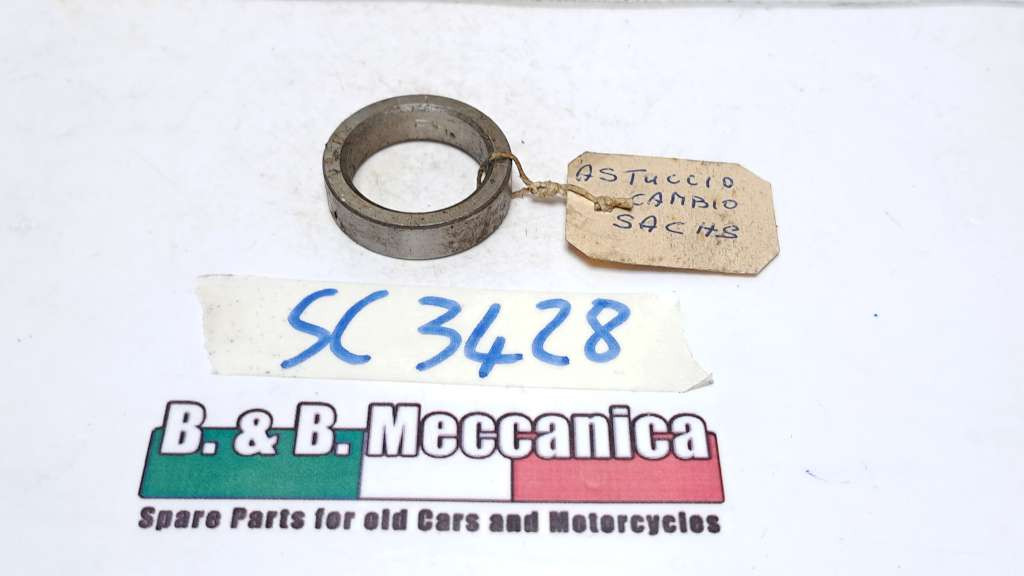 ASTUCCIO
CAMBIO
SACHS
SC 3428
B. & B. Meccanica
Spare Parts for old Cars and Motorcycles